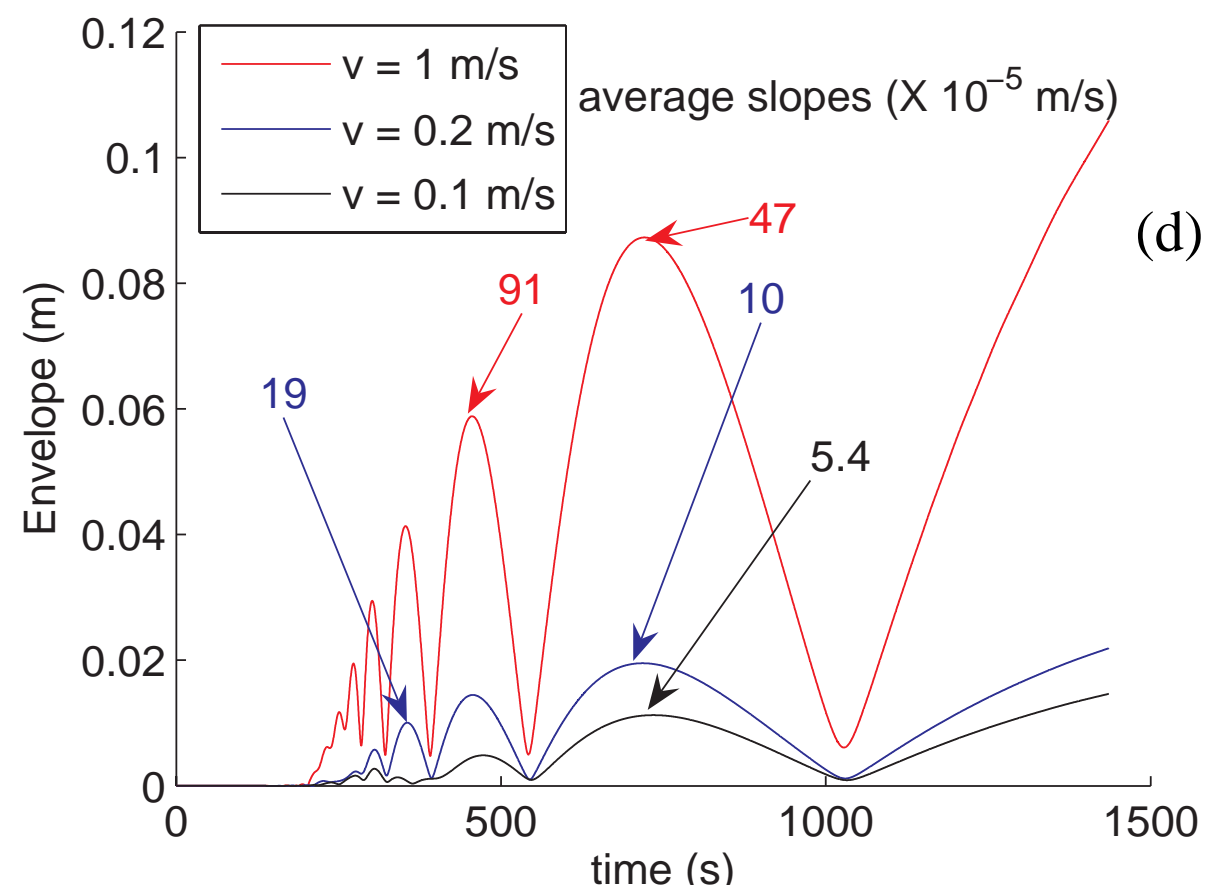 0.12
0.1
0.08
0.06
0.04
0.02
0
Envelope (m)
v = 1 m/s
v = 0.2 m/s
v = 0.1 m/s
average slopes (X 10⁻⁵ m/s)
(d)
47
91
10
19
5.4
0 500 1000 1500
time (s)